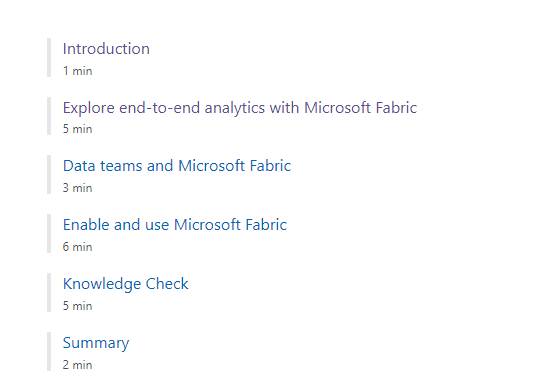 Introduction
1 min
Explore end-to-end analytics with Microsoft Fabric
5 min
Data teams and Microsoft Fabric
3 min
Enable and use Microsoft Fabric
6 min
Knowledge Check
5 min
Summary
2 min